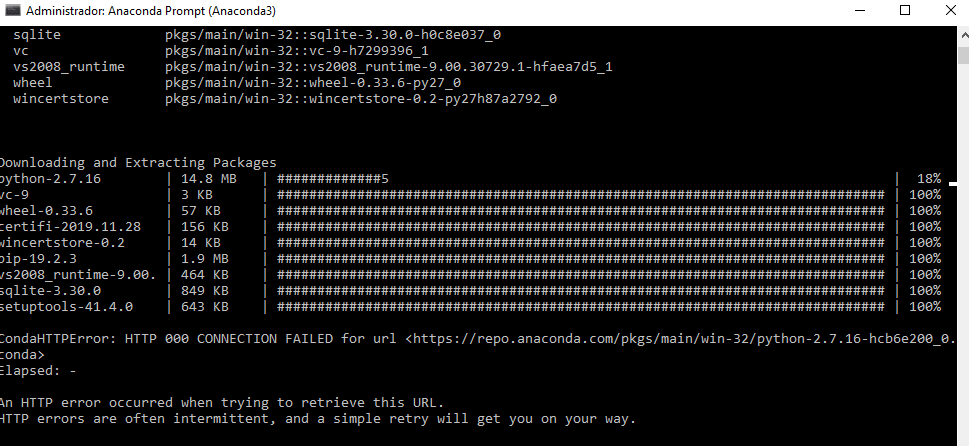 Administrador: Anaconda Prompt (Anaconda3)
sqlite pkgs/main/win-32::sqlite-3.30.0-h0c8e037_0
vc pkgs/main/win-32::vc-9-h7299396_1
vs2008_runtime pkgs/main/win-32::vs2008_runtime-9.00.30729.1-hfaea7d5_1
wheel pkgs/main/win-32::wheel-0.33.6-py27_0
wincertstore pkgs/main/win-32::wincertstore-0.2-py27h87a2792_0
Downloading and Extracting Packages
python-2.7.16 | 14.8 MB | #############5 | 18%
vc-9 | 3 KB | ############################################################################ | 100%
wheel-0.33.6 | 57 KB | ############################################################################ | 100%
certifi-2019.11.28 | 156 KB | ############################################################################ | 100%
wincertstore-0.2 | 14 KB | ############################################################################ | 100%
pip-19.2.3 | 1.9 MB | ############################################################################ | 100%
vs2008_runtime-9.00. | 464 KB | ############################################################################ | 100%
sqlite-3.30.0 | 849 KB | ############################################################################ | 100%
setuptools-41.4.0 | 643 KB | ############################################################################ | 100%
CondaHTTPError: HTTP 000 CONNECTION FAILED for url <https://repo.anaconda.com/pkgs/main/win-32/python-2.7.16-hcb6e200_0.
conda>
Elapsed: -
An HTTP error occurred when trying to retrieve this URL.
HTTP errors are often intermittent, and a simple retry will get you on your way.